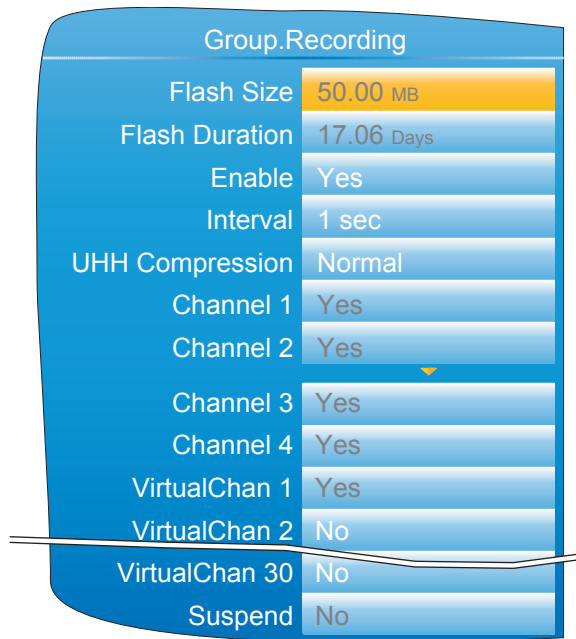 Group.Recording
Flash Size 50.00 MB
Flash Duration 17.06 Days
Enable Yes
Interval 1 sec
UHH Compression Normal
Channel 1 Yes
Channel 2 Yes
Channel 3 Yes
Channel 4 Yes
VirtualChan 1 Yes
VirtualChan 2 No
VirtualChan 30 No
Suspend No